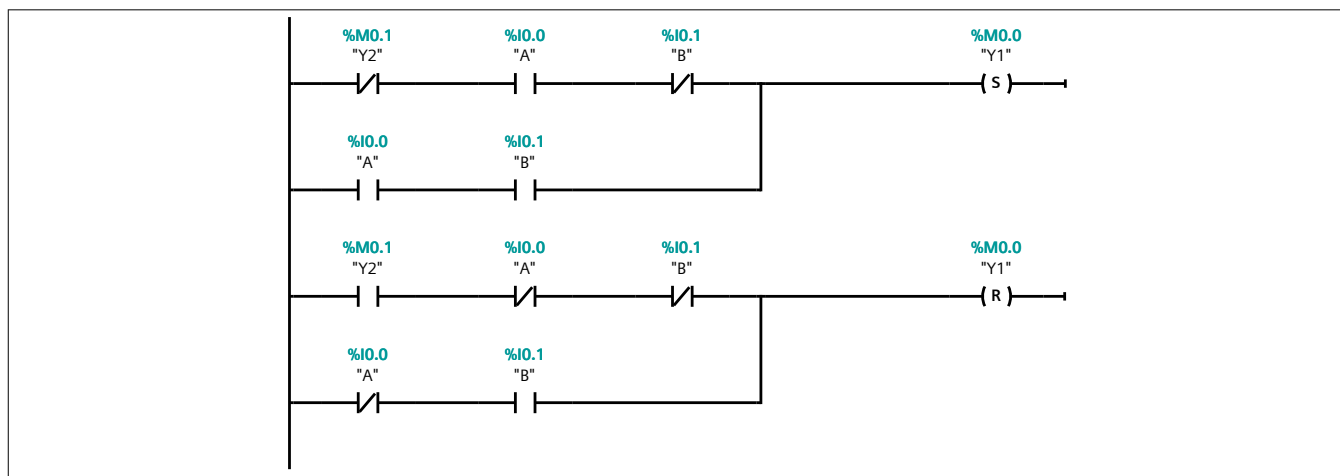 %M0.1 %I0.0 %I0.1 %M0.0
"Y2" "A" "B" "Y1"
S
%I0.0 %I0.1
"A" "B"
%M0.1 %I0.0 %I0.1 %M0.0
"Y2" "A" "B" "Y1"
R
%I0.0 %I0.1
"A" "B"